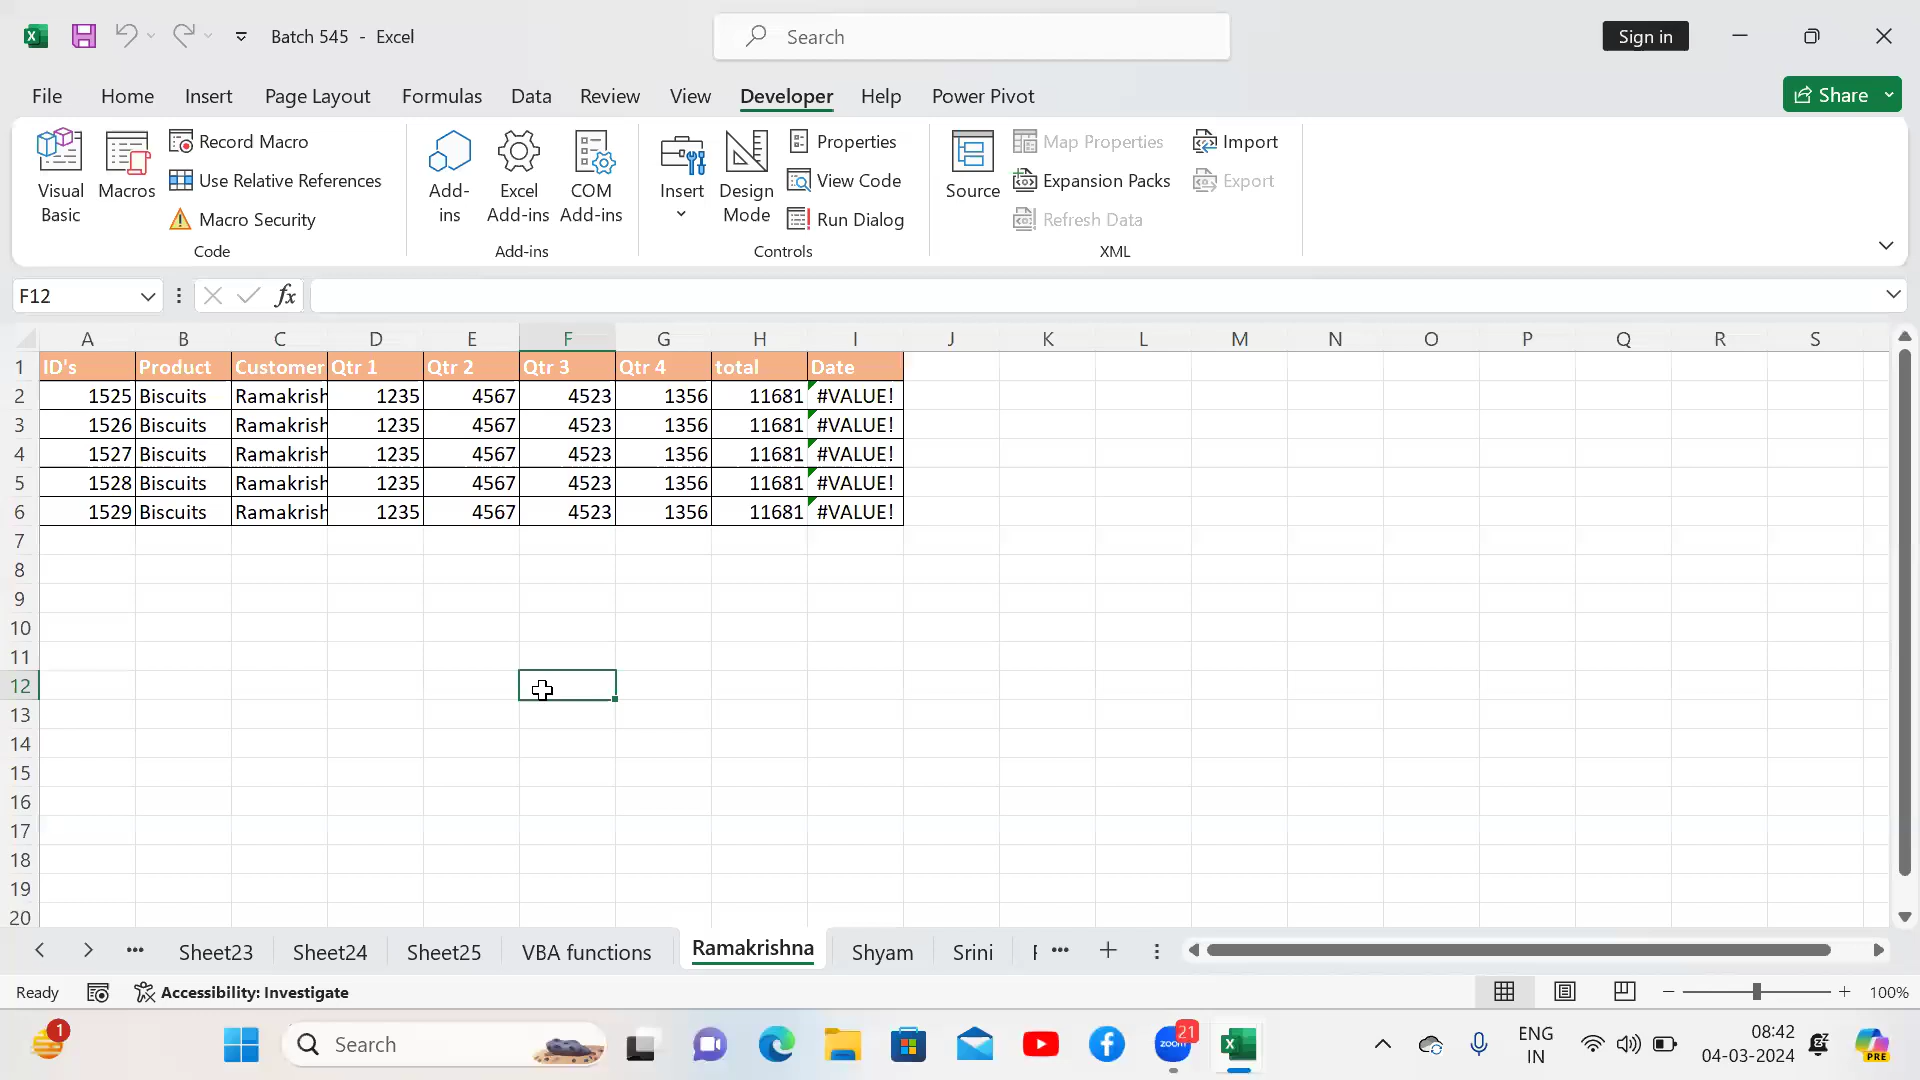 Batch 545 - Excel
Search
Sign in
File Home Insert Page Layout Formulas Data Review View Developer Help Power Pivot
Share
Visual Basic
Macros
Record Macro
Use Relative References
Macro Security
Code
Add-ins
Excel Add-ins
COM Add-ins
Add-ins
Insert
Design Mode
Properties
View Code
Run Dialog
Controls
Source
Map Properties
Expansion Packs
Refresh Data
Import
Export
XML
F12
fx
A B C D E F G H I J K L M N O P Q R S
1 ID's Product Customer Qtr 1 Qtr 2 Qtr 3 Qtr 4 total Date
2 1525 Biscuits Ramakrish 1235 4567 4523 1356 11681 #VALUE!
3 1526 Biscuits Ramakrish 1235 4567 4523 1356 11681 #VALUE!
4 1527 Biscuits Ramakrish 1235 4567 4523 1356 11681 #VALUE!
5 1528 Biscuits Ramakrish 1235 4567 4523 1356 11681 #VALUE!
6 1529 Biscuits Ramakrish 1235 4567 4523 1356 11681 #VALUE!
7
8
9
10
11
12
13
14
15
16
17
18
19
20
Sheet23 Sheet24 Sheet25 VBA functions Ramakrishna Shyam Srini
Ready
Accessibility: Investigate
100%
1
Search
zoom
21
ENG
IN
08:42
04-03-2024
PRE